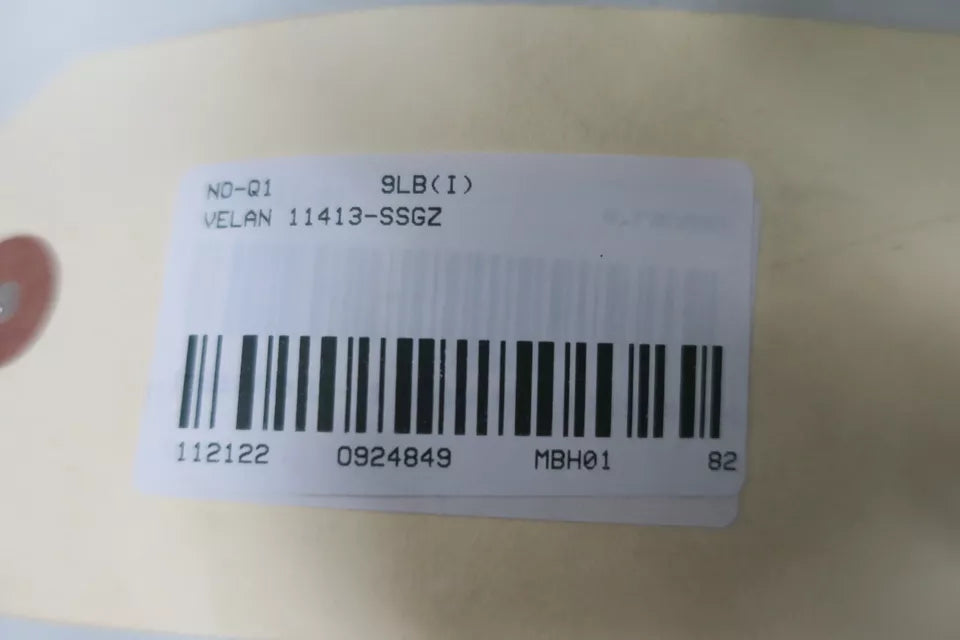 NO-Q1 9LB(I)
VELAN 11413-SSGZ
112122 0924849 MBH01 82